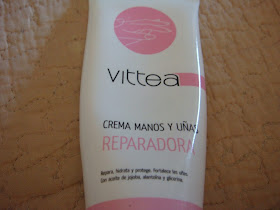 vittea
CREMA MANOS Y UÑAS
REPARADORA
Repara, hidrata y protege, fortalece las uñas.
Con aceite de jojoba, alantoína y glicerina.